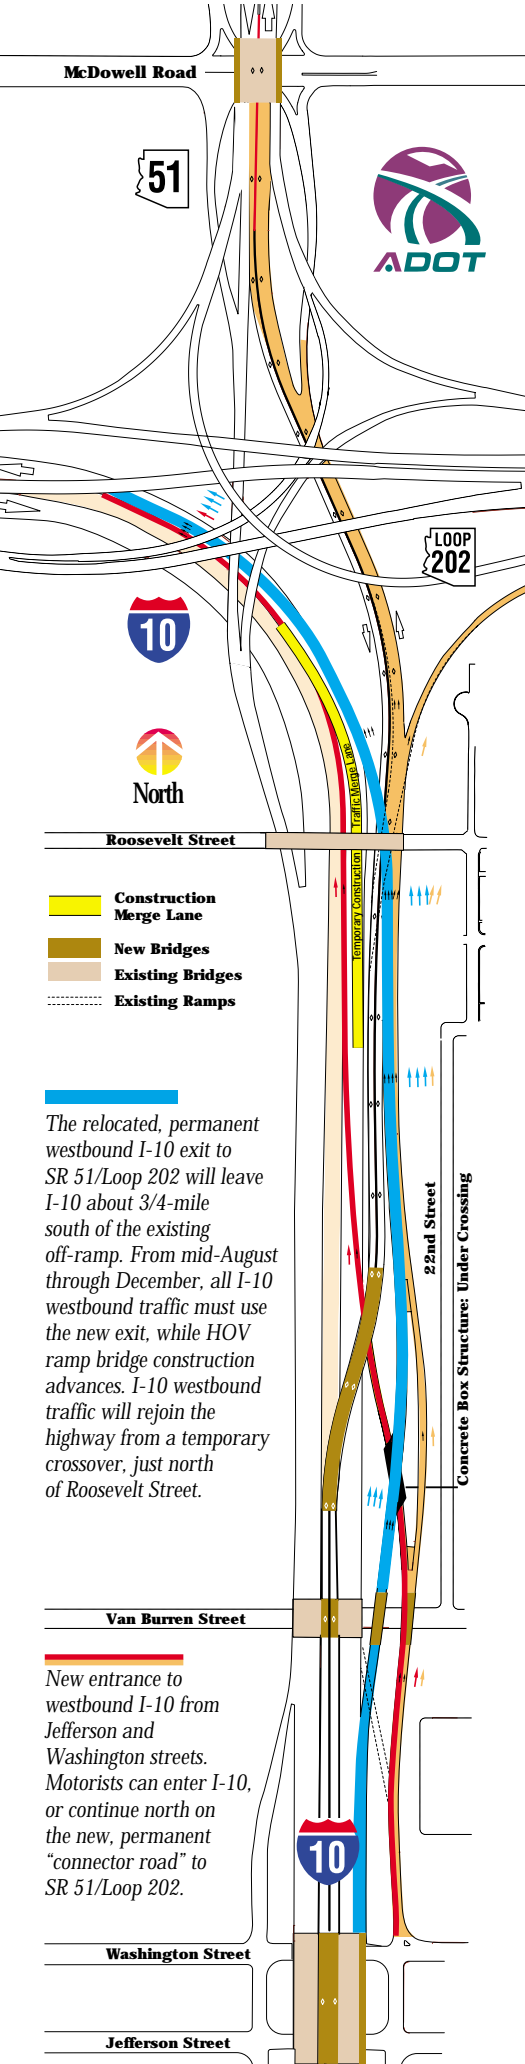 McDowell Road
51
ADOT
LOOP
202
10
North
Traffic Merge Lane
Temporary Construction
Roosevelt Street
Construction
Merge Lane
New Bridges
Existing Bridges
Existing Ramps
The relocated, permanent
westbound I-10 exit to
SR 51/Loop 202 will leave
I-10 about 3/4-mile
south of the existing
off-ramp. From mid-August
through December, all I-10
westbound traffic must use
the new exit, while HOV
ramp bridge construction
advances. I-10 westbound
traffic will rejoin the
highway from a temporary
crossover, just north
of Roosevelt Street.
22nd Street
Concrete Box Structure: Under Crossing
Van Burren Street
New entrance to
westbound I-10 from
Jefferson and
Washington streets.
Motorists can enter I-10,
or continue north on
the new, permanent
“connector road” to
SR 51/Loop 202.
10
Washington Street
Jefferson Street